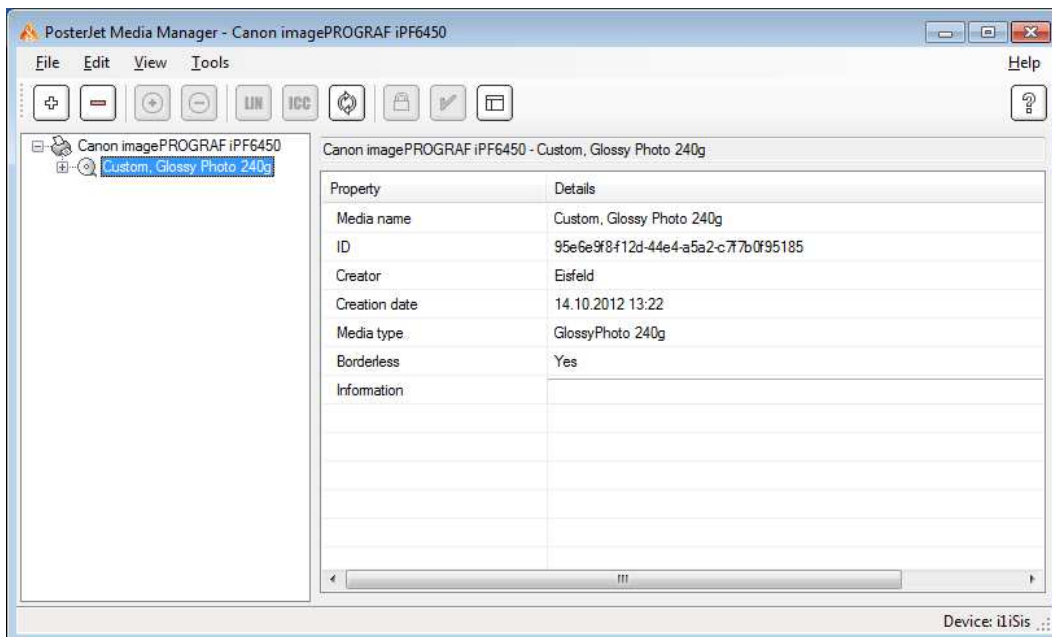 PosterJet Media Manager - Canon imagePROGRAF iPF6450
File Edit View Tools Help
LIN ICC
Canon imagePROGRAF iPF6450
Custom, Glossy Photo 240g
Canon imagePROGRAF iPF6450 - Custom, Glossy Photo 240g
Property Details
Media name Custom, Glossy Photo 240g
ID 95e6e9f8-f12d-44e4-a5a2-c7f7b0f95185
Creator Eisfeld
Creation date 14.10.2012 13:22
Media type GlossyPhoto 240g
Borderless Yes
Information
Device: i1iSis